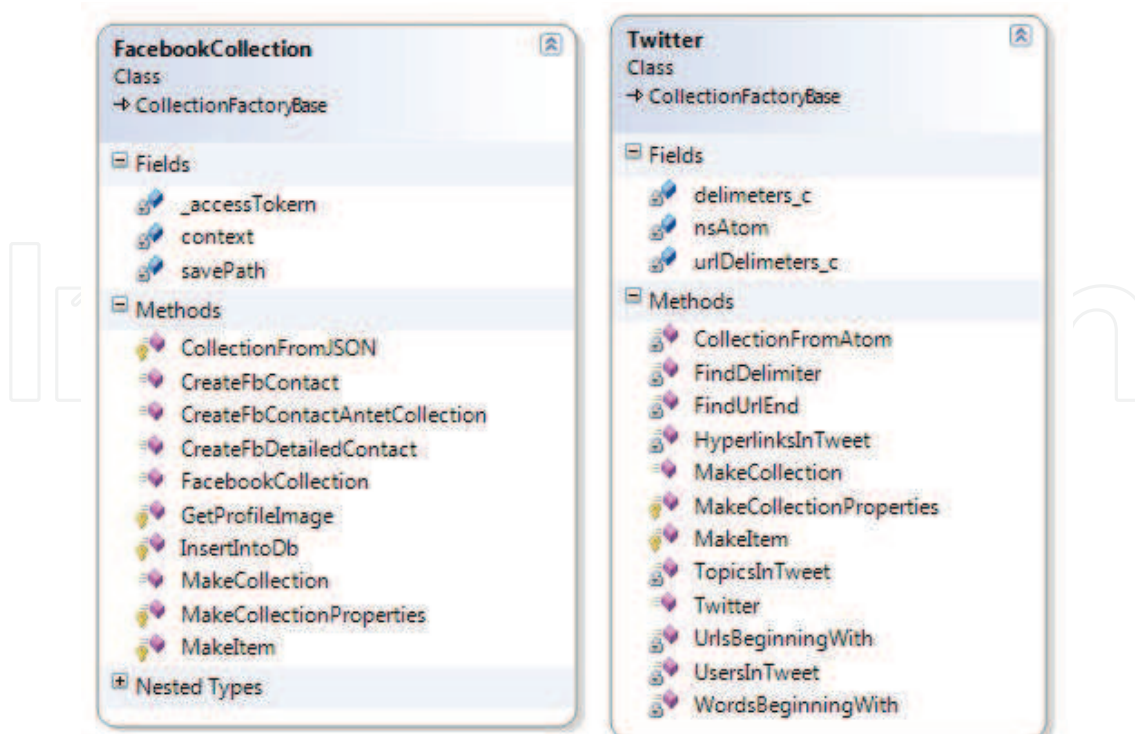 FacebookCollection
Class
CollectionFactoryBase
Fields
_accessTokern
context
savePath
Methods
CollectionFromJSON
CreateFbContact
CreateFbContactAntetCollection
CreateFbDetailedContact
FacebookCollection
GetProfileImage
InsertIntoDb
MakeCollection
MakeCollectionProperties
MakeItem
Nested Types
Twitter
Class
CollectionFactoryBase
Fields
delimeters_c
nsAtom
urlDelimeters_c
Methods
CollectionFromAtom
FindDelimiter
FindUrlEnd
HyperlinksInTweet
MakeCollection
MakeCollectionProperties
MakeItem
TopicsInTweet
Twitter
UrlsBeginningWith
UsersInTweet
WordsBeginningWith